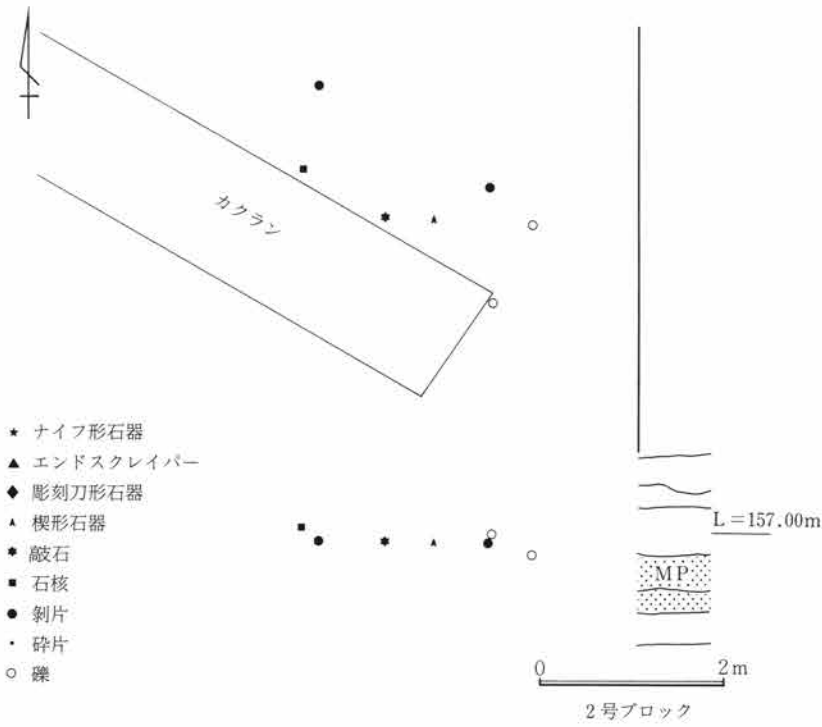 カクラン
ナイフ形石器
エンドスクレイパー
彫刻刀形石器
楔形石器
敲石
石核
剝片
砕片
礫
L=157.00m
MP
0 2m
2号ブロック